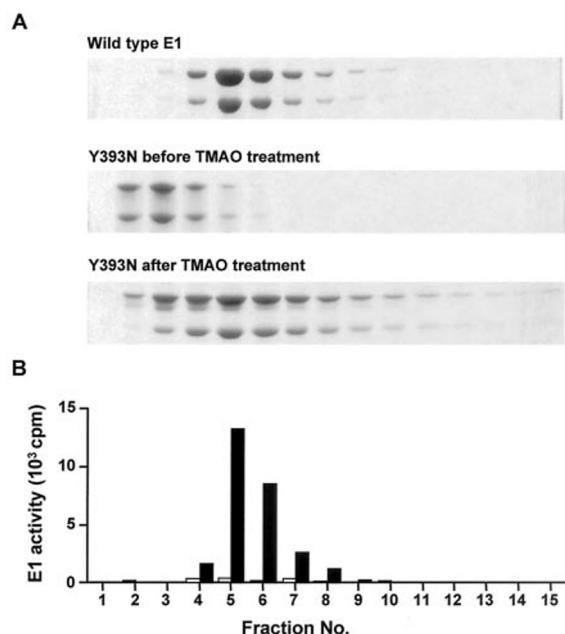 A
Wild type E1
Y393N before TMAO treatment
Y393N after TMAO treatment
B
E1 activity (10³ cpm)
15
10
5
0
1 2 3 4 5 6 7 8 9 10 11 12 13 14 15
Fraction No.